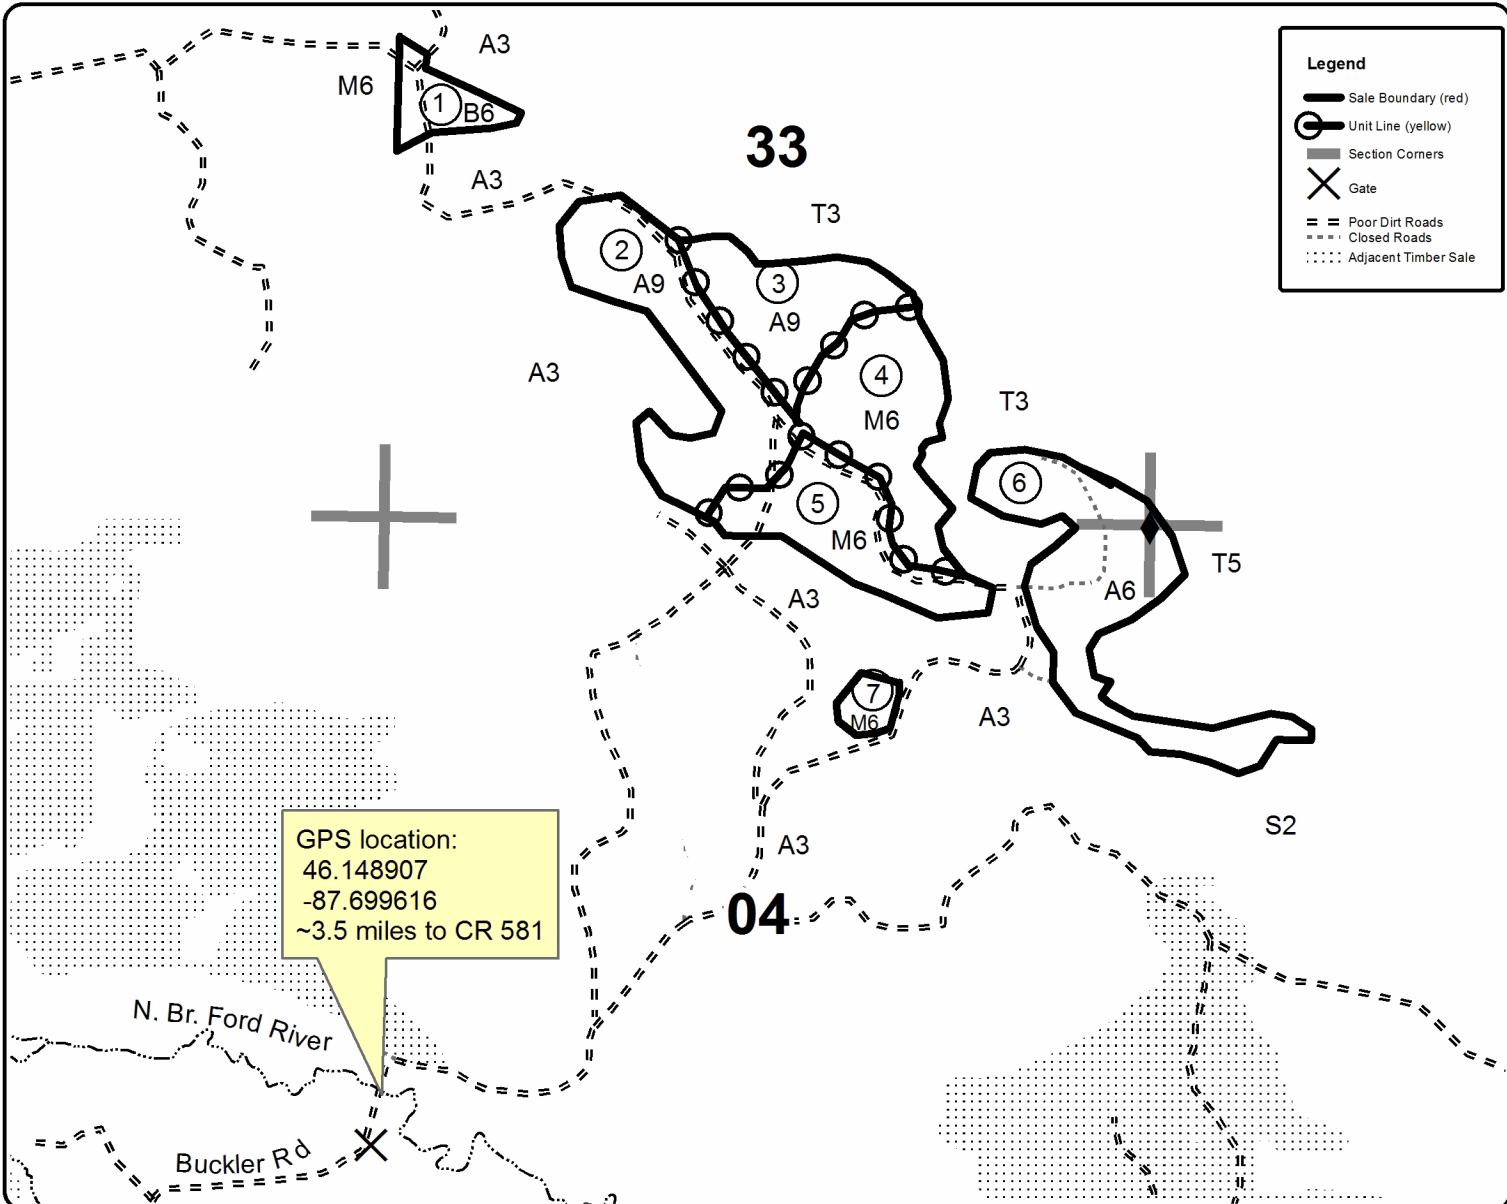 A3
M6
1
B6
33
A3
T3
2
A9
3
A9
A3
4
M6
T3
6
5
M6
T5
A3
A6
7
M6
A3
S2
A3
04
GPS location:
46.148907
-87.699616
~3.5 miles to CR 581
N. Br. Ford River
Buckler Rd
Legend
Sale Boundary (red)
Unit Line (yellow)
Section Corners
Gate
Poor Dirt Roads
Closed Roads
Adjacent Timber Sale